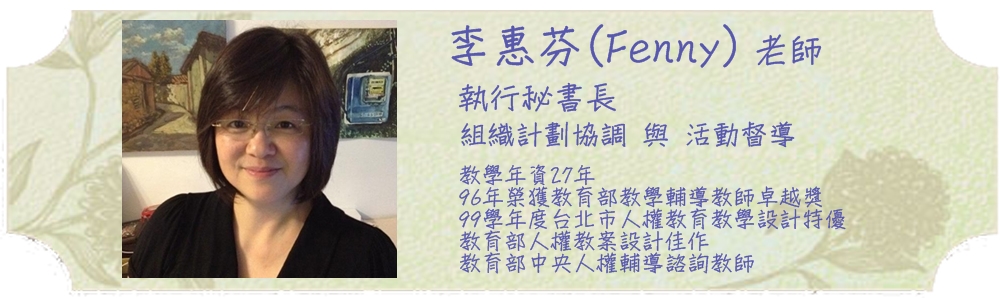 李惠芬(Fenny) 老師
執行秘書長
組織計劃協調 與 活動督導
教學年資27年
96年榮獲教育部教學輔導教師卓越獎
99學年度台北市人權教育教學設計特優
教育部人權教案設計佳作
教育部中央人權輔導諮詢教師